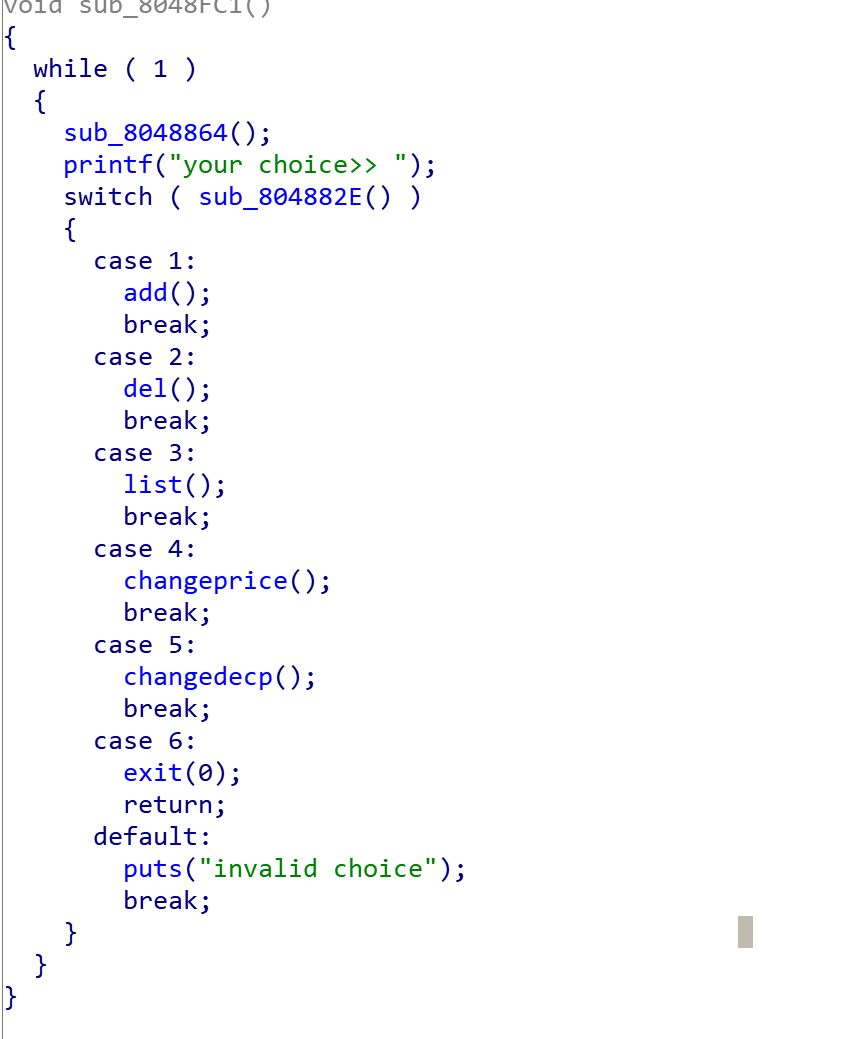 void sub_8048FC1()
{
  while ( 1 )
  {
    sub_8048864();
    printf("your choice>> ");
    switch ( sub_804882E() )
    {
      case 1:
        add();
        break;
      case 2:
        del();
        break;
      case 3:
        list();
        break;
      case 4:
        changeprice();
        break;
      case 5:
        changedecp();
        break;
      case 6:
        exit(0);
        return;
      default:
        puts("invalid choice");
        break;
    }
  }
}